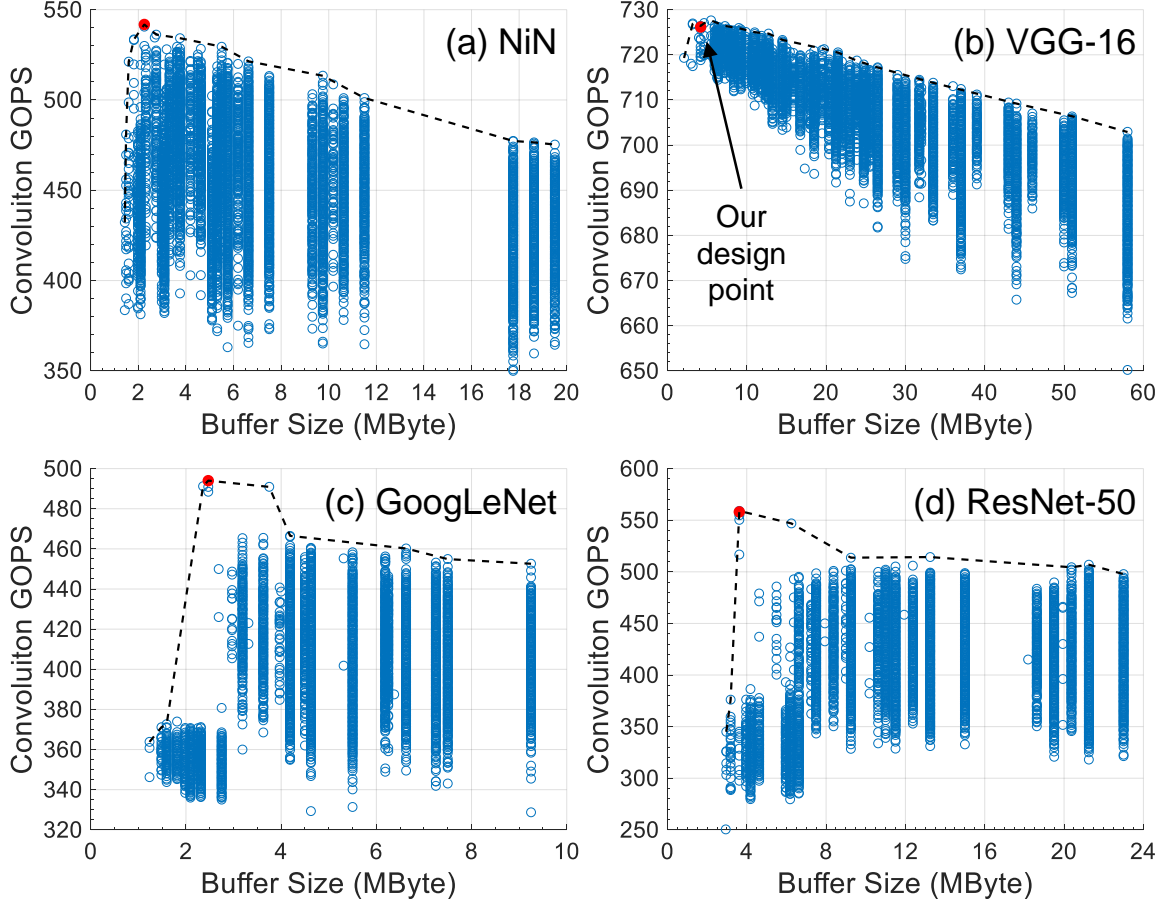 (a) NiN
Convoluiton GOPS
550
500
450
400
350
0 2 4 6 8 10 12 14 16 18 20
Buffer Size (MByte)
(b) VGG-16
Convoluiton GOPS
730
720
710
700
690
680
670
660
650
Our
design
point
0 10 20 30 40 50 60
Buffer Size (MByte)
(c) GoogLeNet
Convoluiton GOPS
500
480
460
440
420
400
380
360
340
320
0 2 4 6 8 10
Buffer Size (MByte)
(d) ResNet-50
Convoluiton GOPS
600
550
500
450
400
350
300
250
0 4 8 12 16 20 24
Buffer Size (MByte)